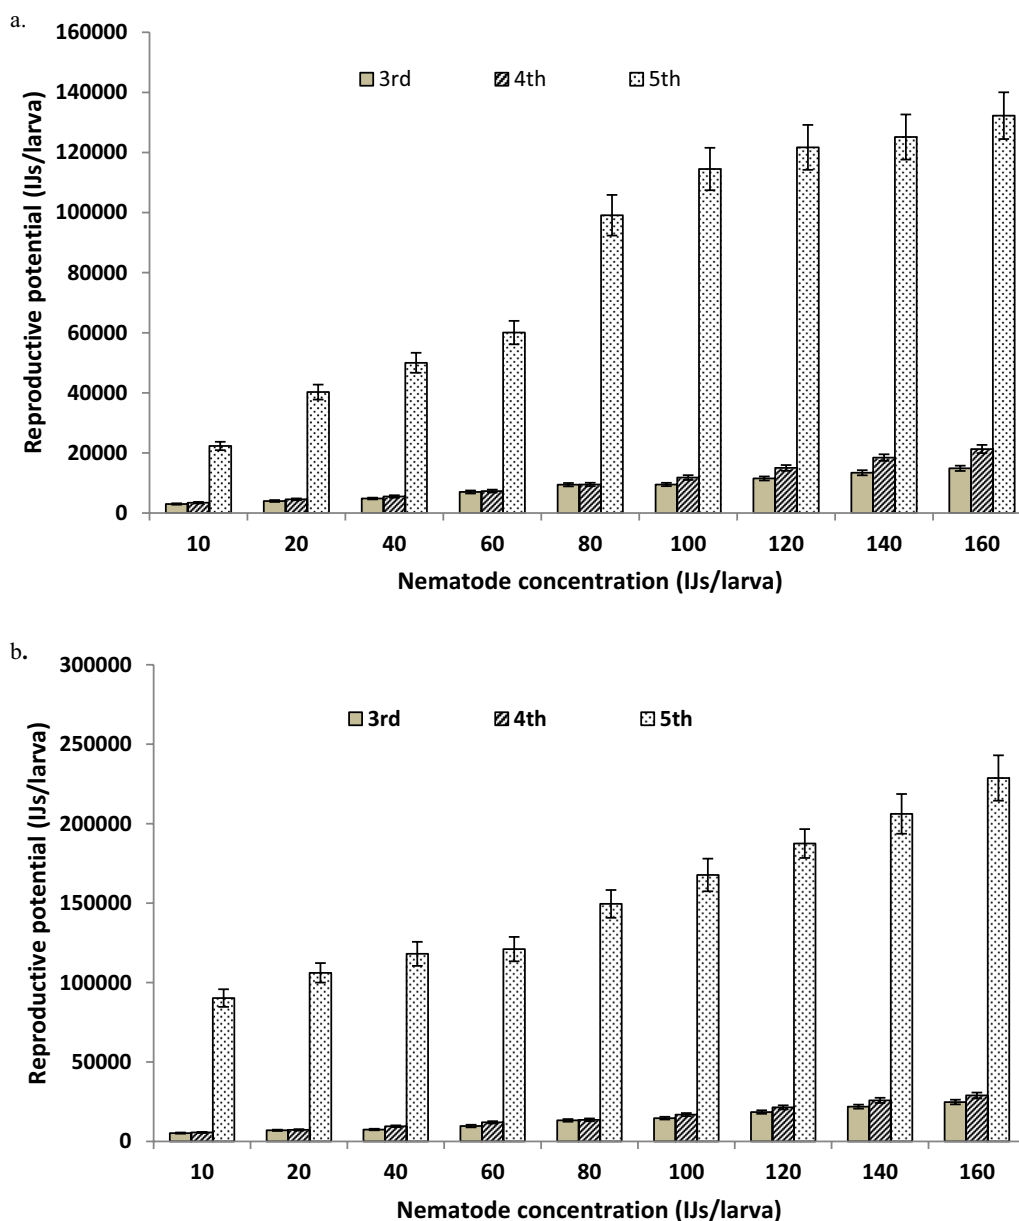 a.
160000
3rd 4th 5th
140000
120000
100000
80000
60000
40000
20000
0
Reproductive potential (IJs/larva)
10 20 40 60 80 100 120 140 160
Nematode concentration (IJs/larva)
b.
300000
3rd 4th 5th
250000
200000
150000
100000
50000
0
Reproductive potential (IJs/larva)
10 20 40 60 80 100 120 140 160
Nematode concentration (IJs/larva)